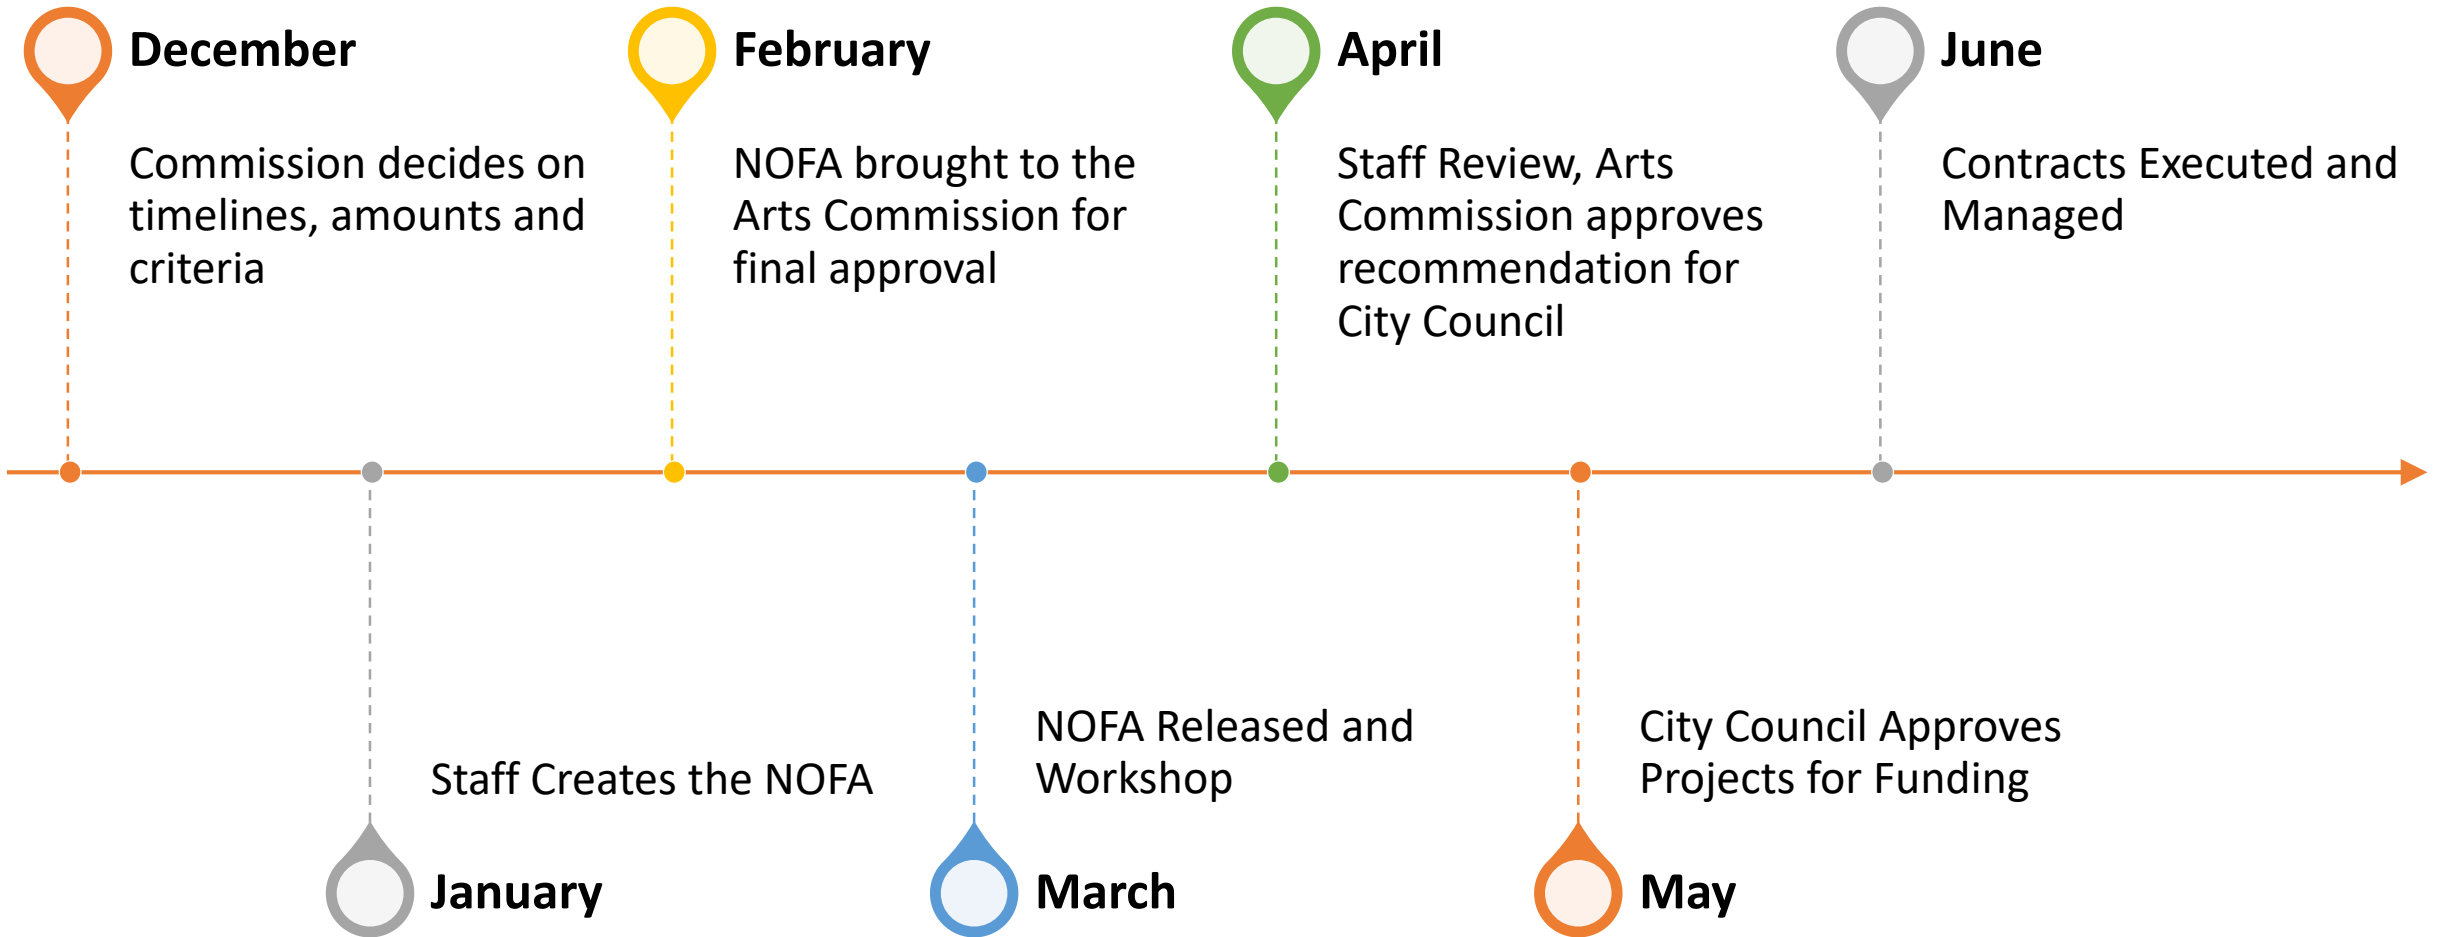 December
Commission decides on
timelines, amounts and
criteria
January
Staff Creates the NOFA
February
NOFA brought to the
Arts Commission for
final approval
March
NOFA Released and
Workshop
April
Staff Review, Arts
Commission approves
recommendation for
City Council
May
City Council Approves
Projects for Funding
June
Contracts Executed and
Managed